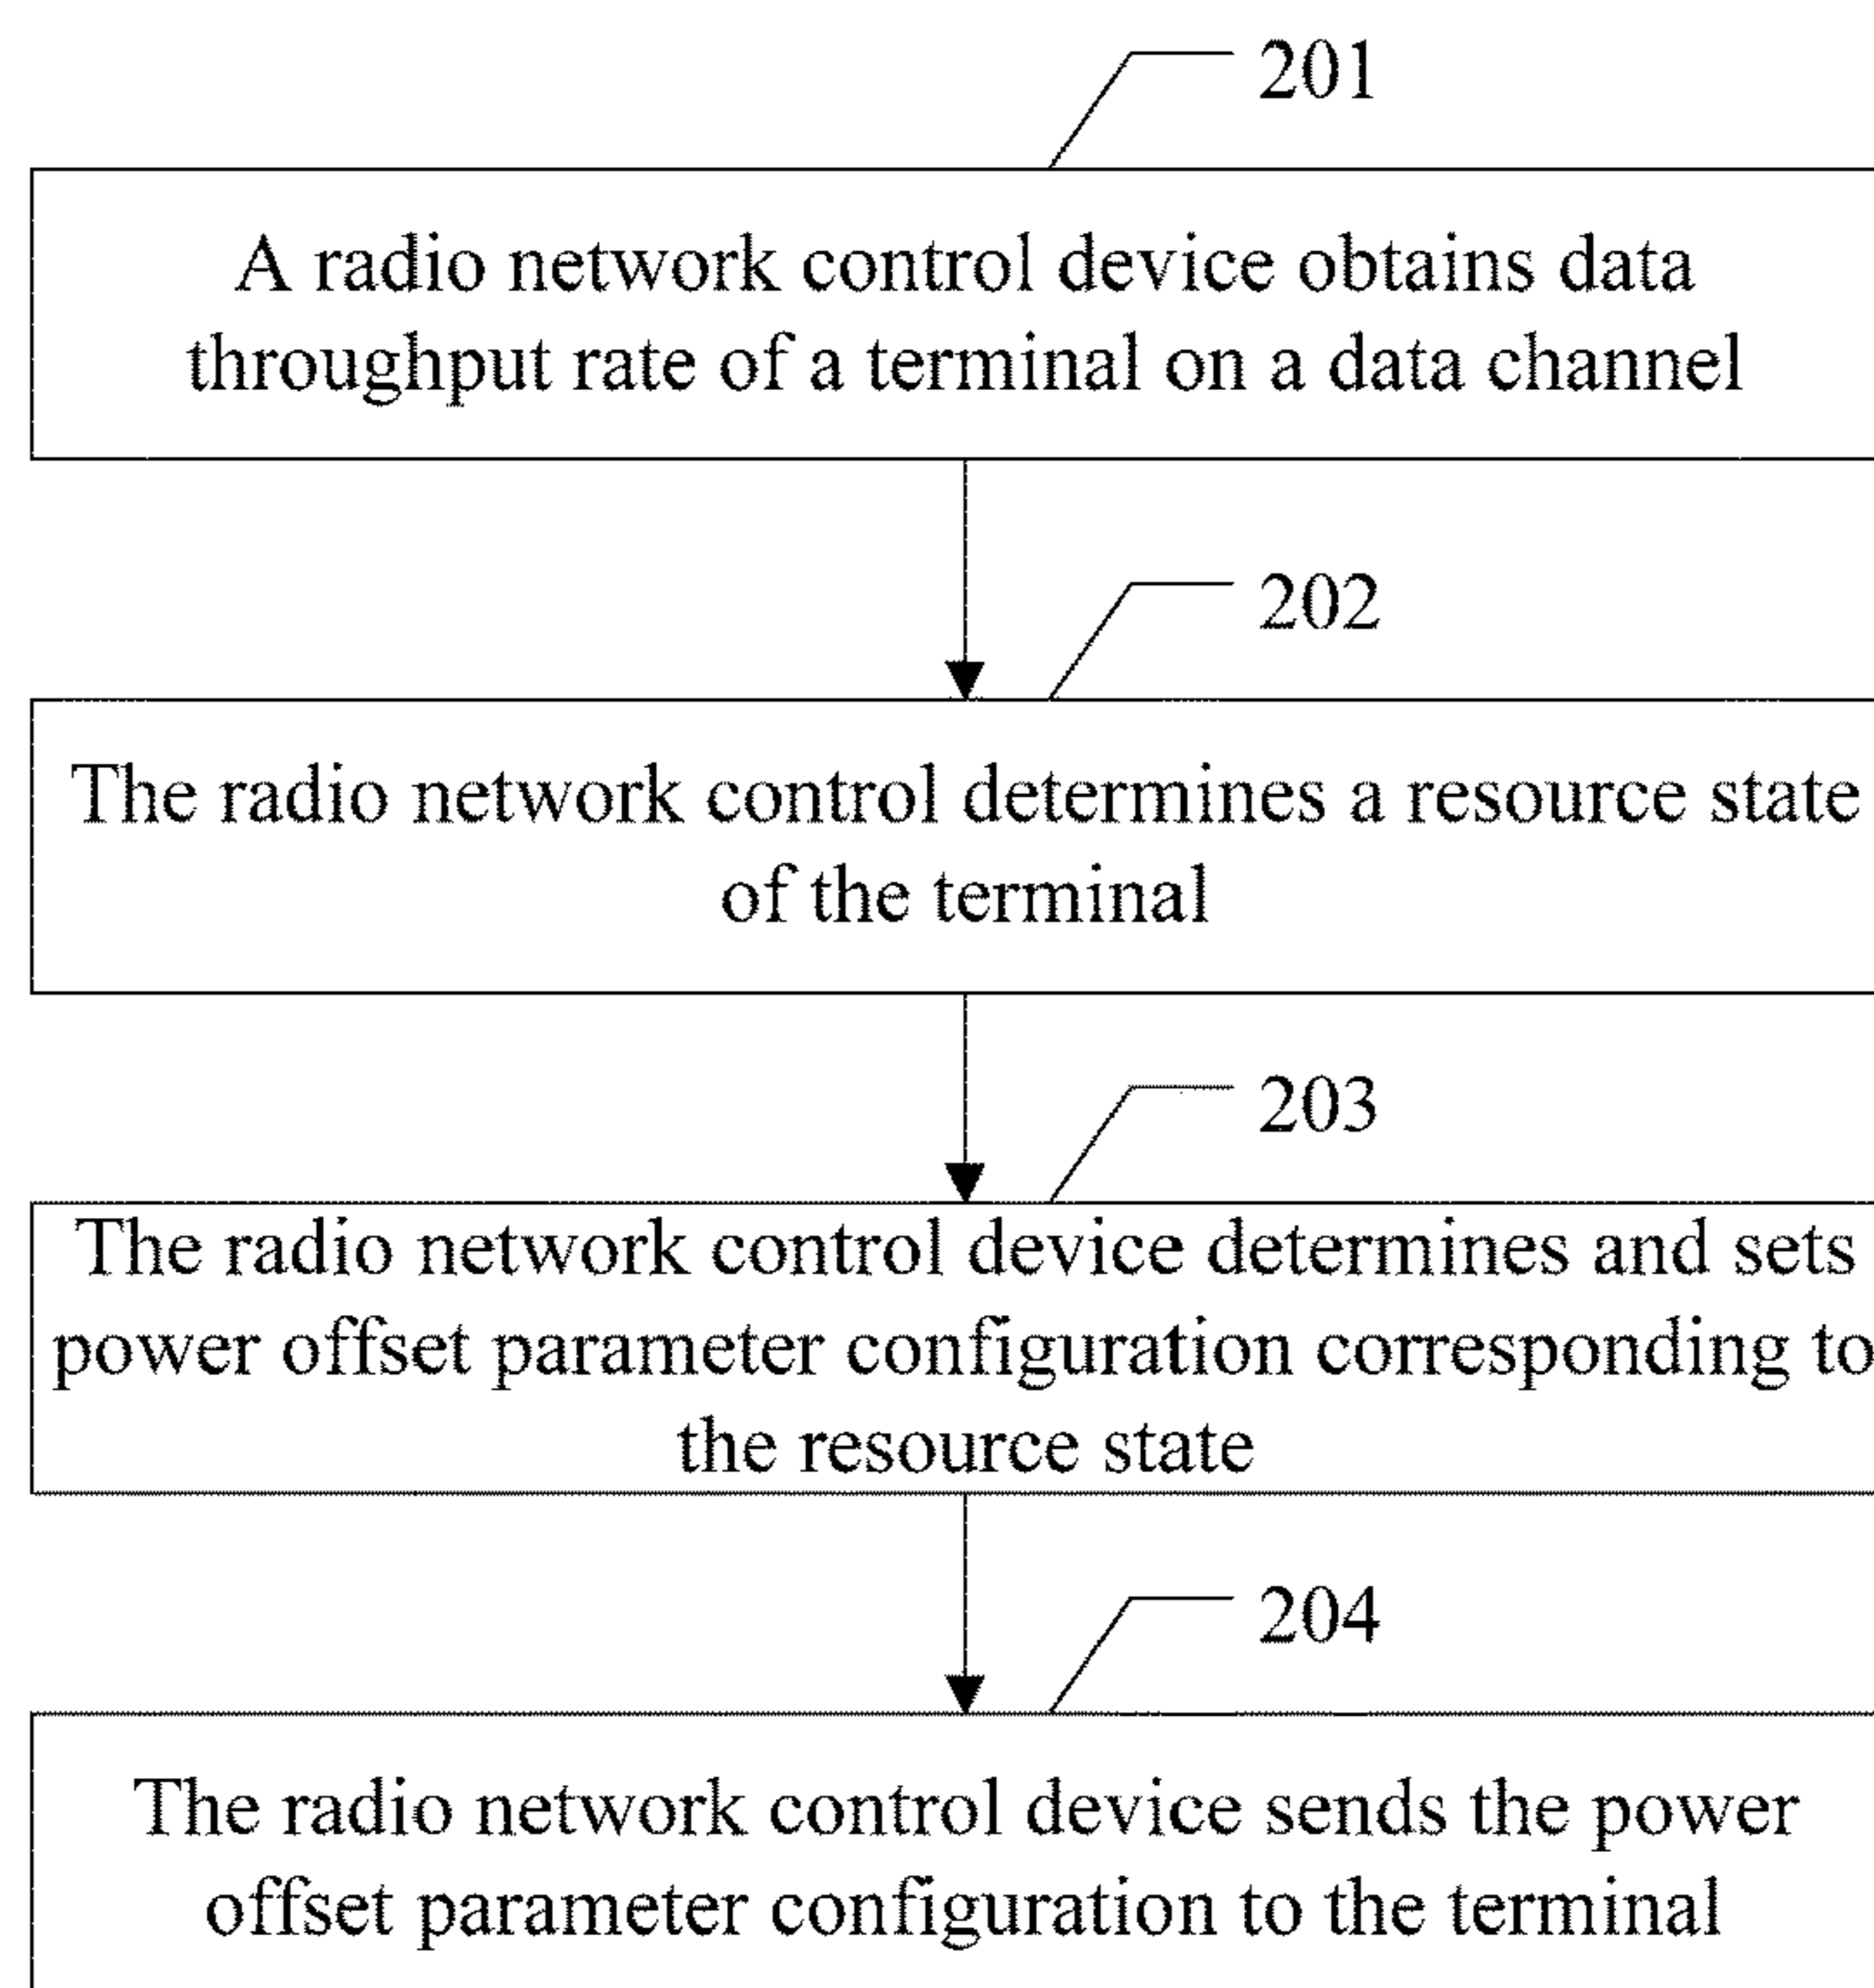 201
A radio network control device obtains data
throughput rate of a terminal on a data channel
202
The radio network control determines a resource state
of the terminal
203
The radio network control device determines and sets
power offset parameter configuration corresponding to
the resource state
204
The radio network control device sends the power
offset parameter configuration to the terminal